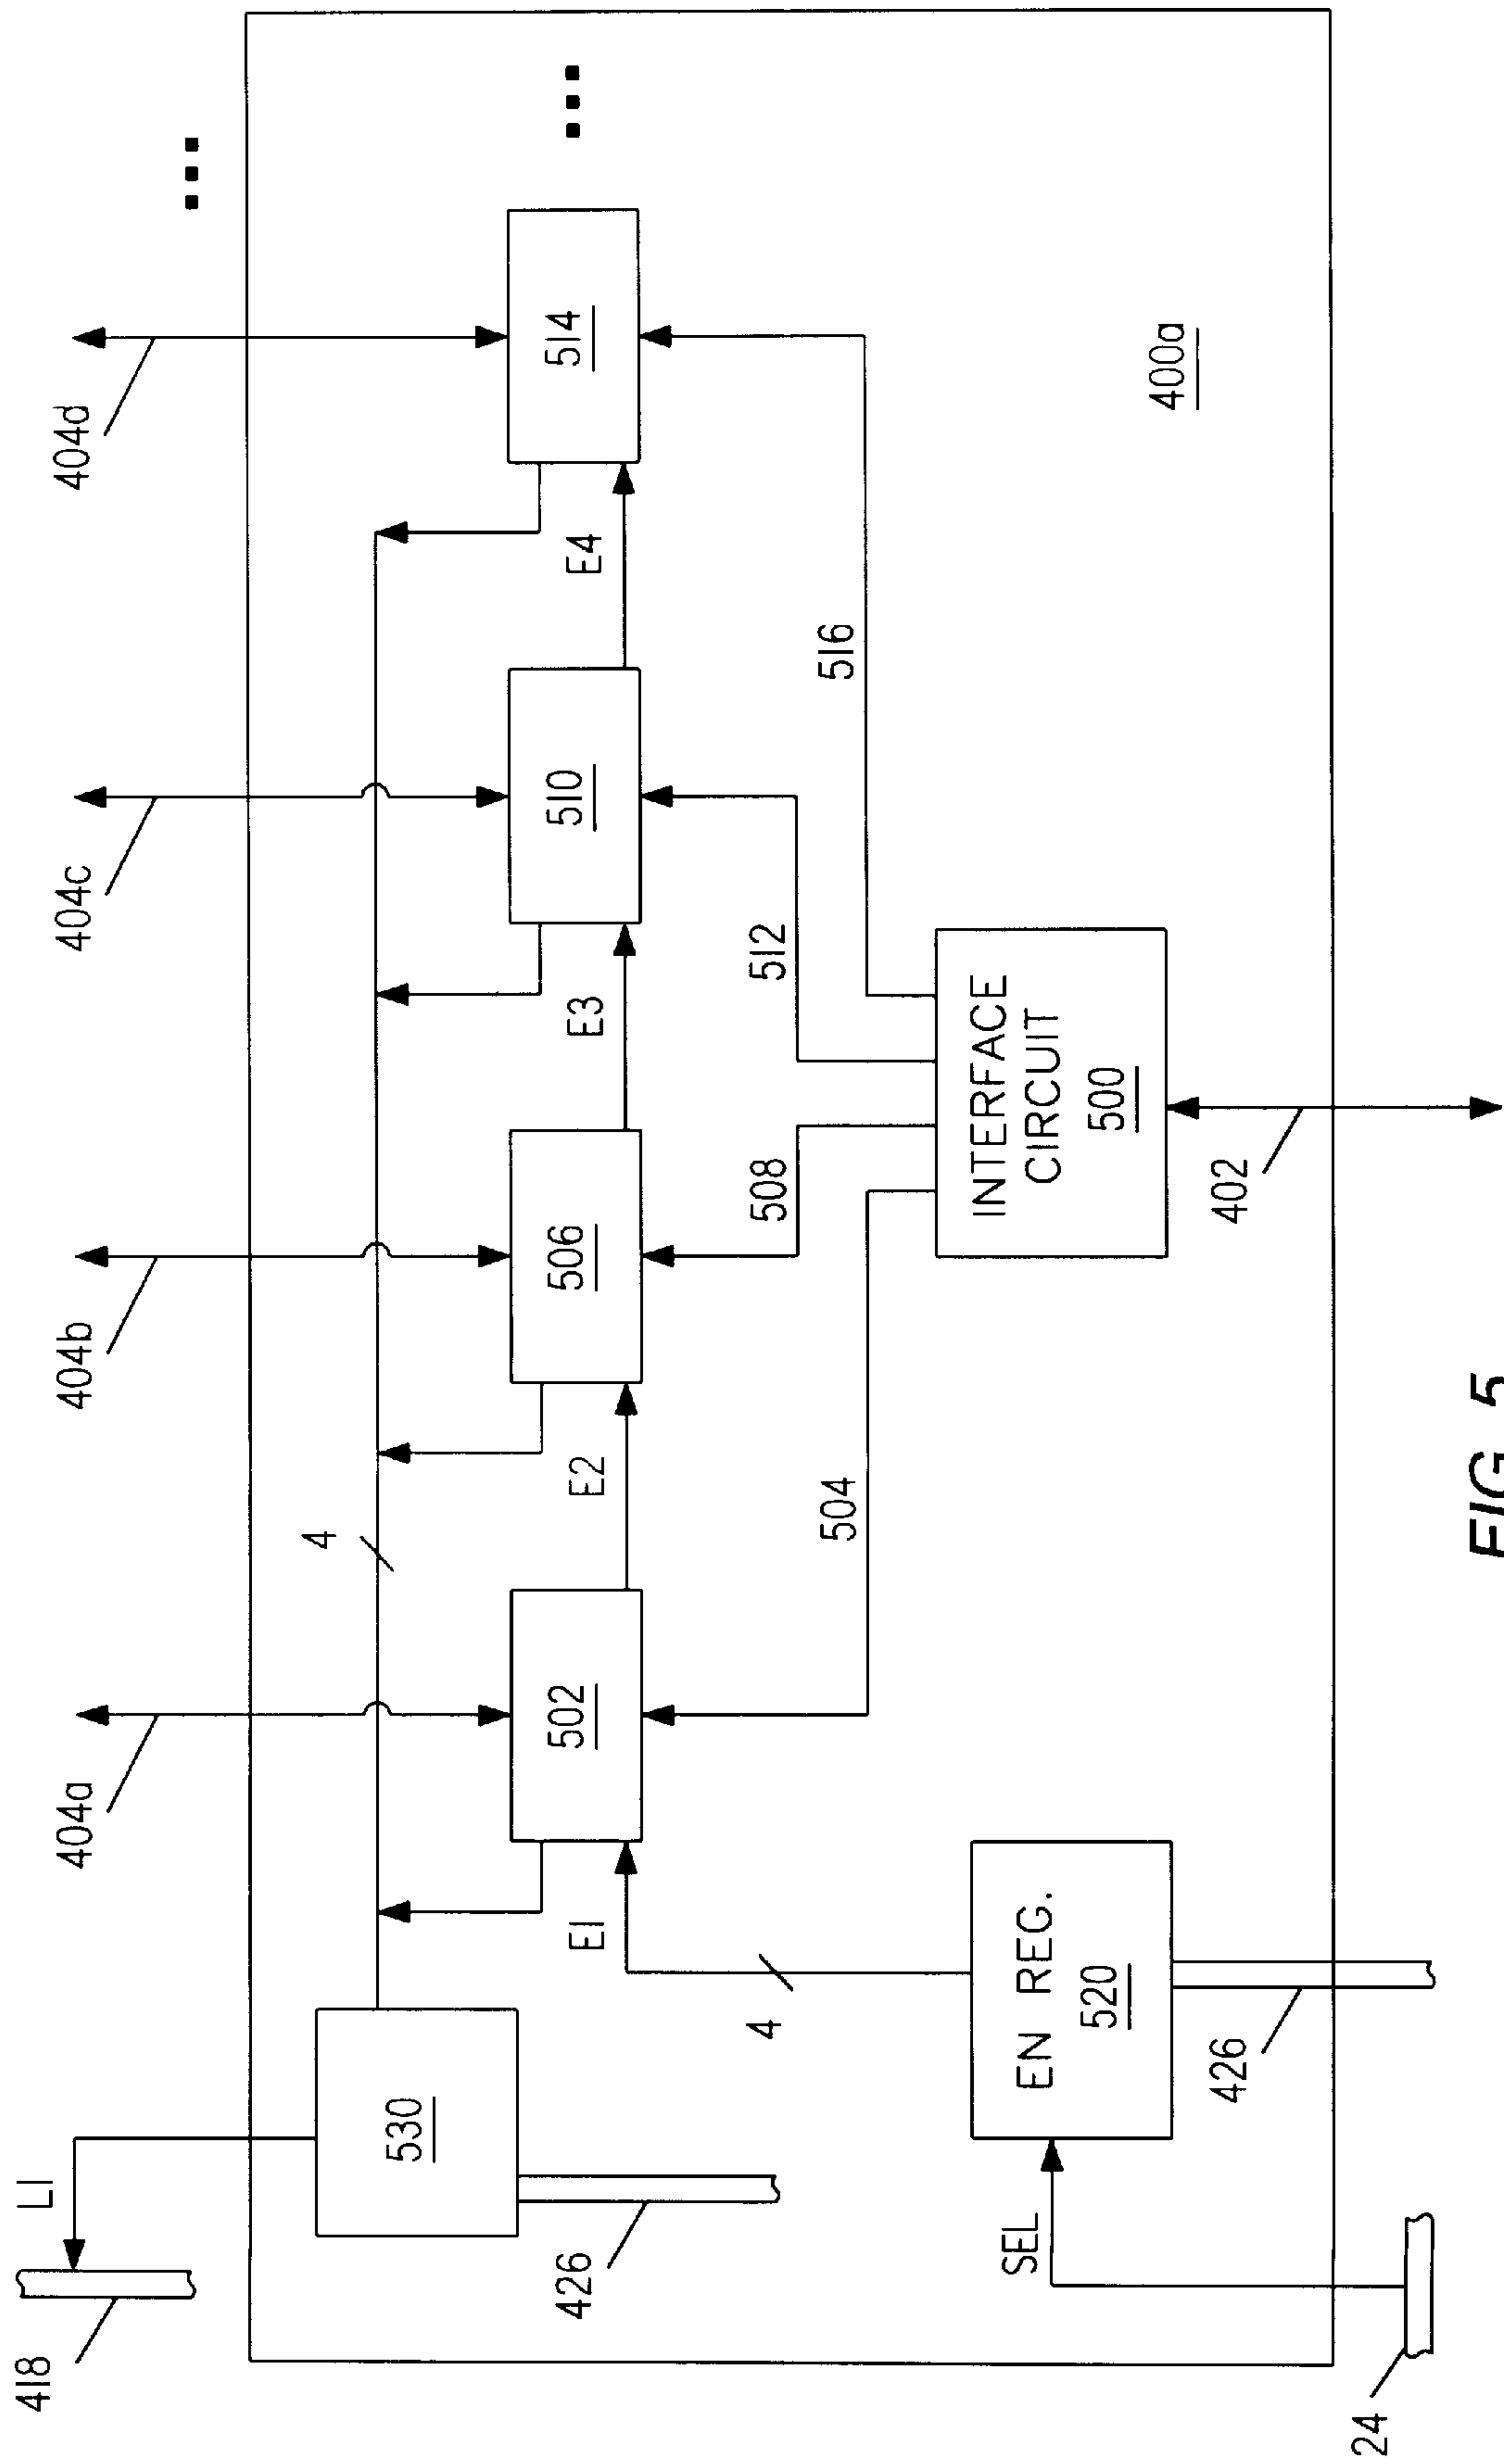 418
L1
404a
404b
404c
404d
530
4
426
E1
502
E2
506
E3
510
E4
514
4
504
508
512
516
SEL
EN REG.
520
INTERFACE
CIRCUIT
500
400a
24
426
402
FIG. 5